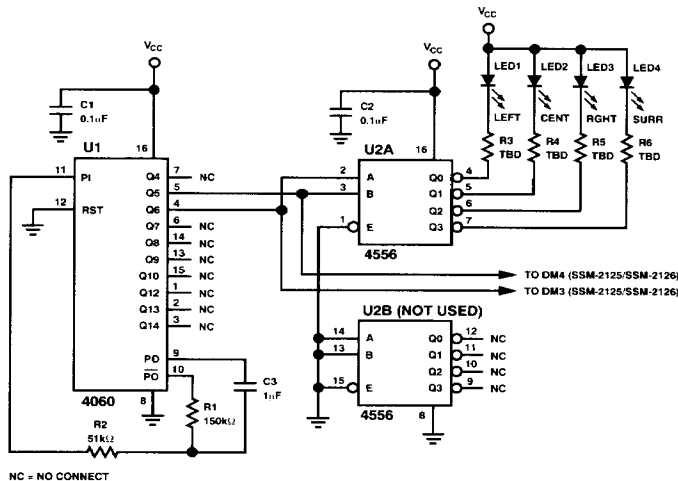 VCC
VCC
VCC
LED1 LED2 LED3 LED4
LEFT CENT RGHT SURR
C1
0.1uF
C2
0.1uF
R3 TBD
R4 TBD
R5 TBD
R6 TBD
U1
16
11 PI
12 RST
Q4 7 NC
Q5 5
Q6 4
Q7 6 NC
Q8 14 NC
Q9 13 NC
Q10 15 NC
Q12 1 NC
Q13 2 NC
Q14 3 NC
PO 9
PO 10
8
4060
C3
1uF
R1
150kΩ
R2
51kΩ
U2A
16
2 A
3 B
1 E
Q0 4
Q1 5
Q2 6
Q3 7
4556
TO DM4 (SSM-2125/SSM-2126)
TO DM3 (SSM-2125/SSM-2126)
U2B (NOT USED)
14 A
13 B
15 E
Q0 12 NC
Q1 11 NC
Q2 10 NC
Q3 9 NC
4556
NC = NO CONNECT